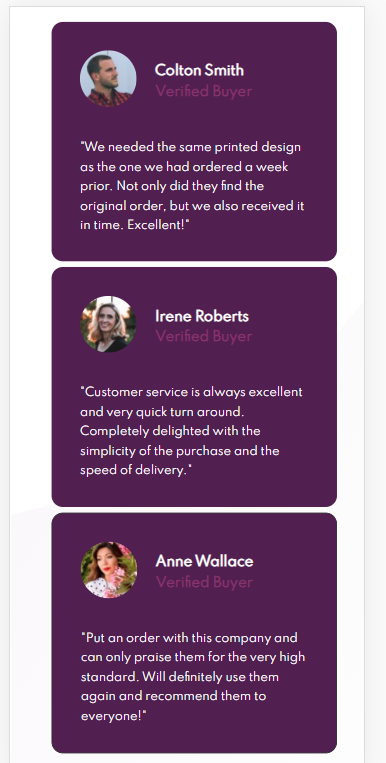 Colton Smith
Verified Buyer
"We needed the same printed design
as the one we had ordered a week
prior. Not only did they find the
original order, but we also received it
in time. Excellent!"
Irene Roberts
Verified Buyer
"Customer service is always excellent
and very quick turn around.
Completely delighted with the
simplicity of the purchase and the
speed of delivery."
Anne Wallace
Verified Buyer
"Put an order with this company and
can only praise them for the very high
standard. Will definitely use them
again and recommend them to
everyone!"